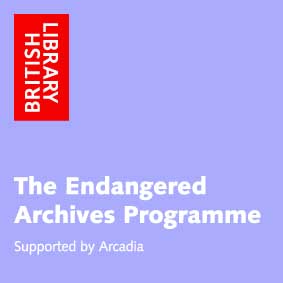 BRITISH
LIBRARY
The Endangered
Archives Programme
Supported by Arcadia